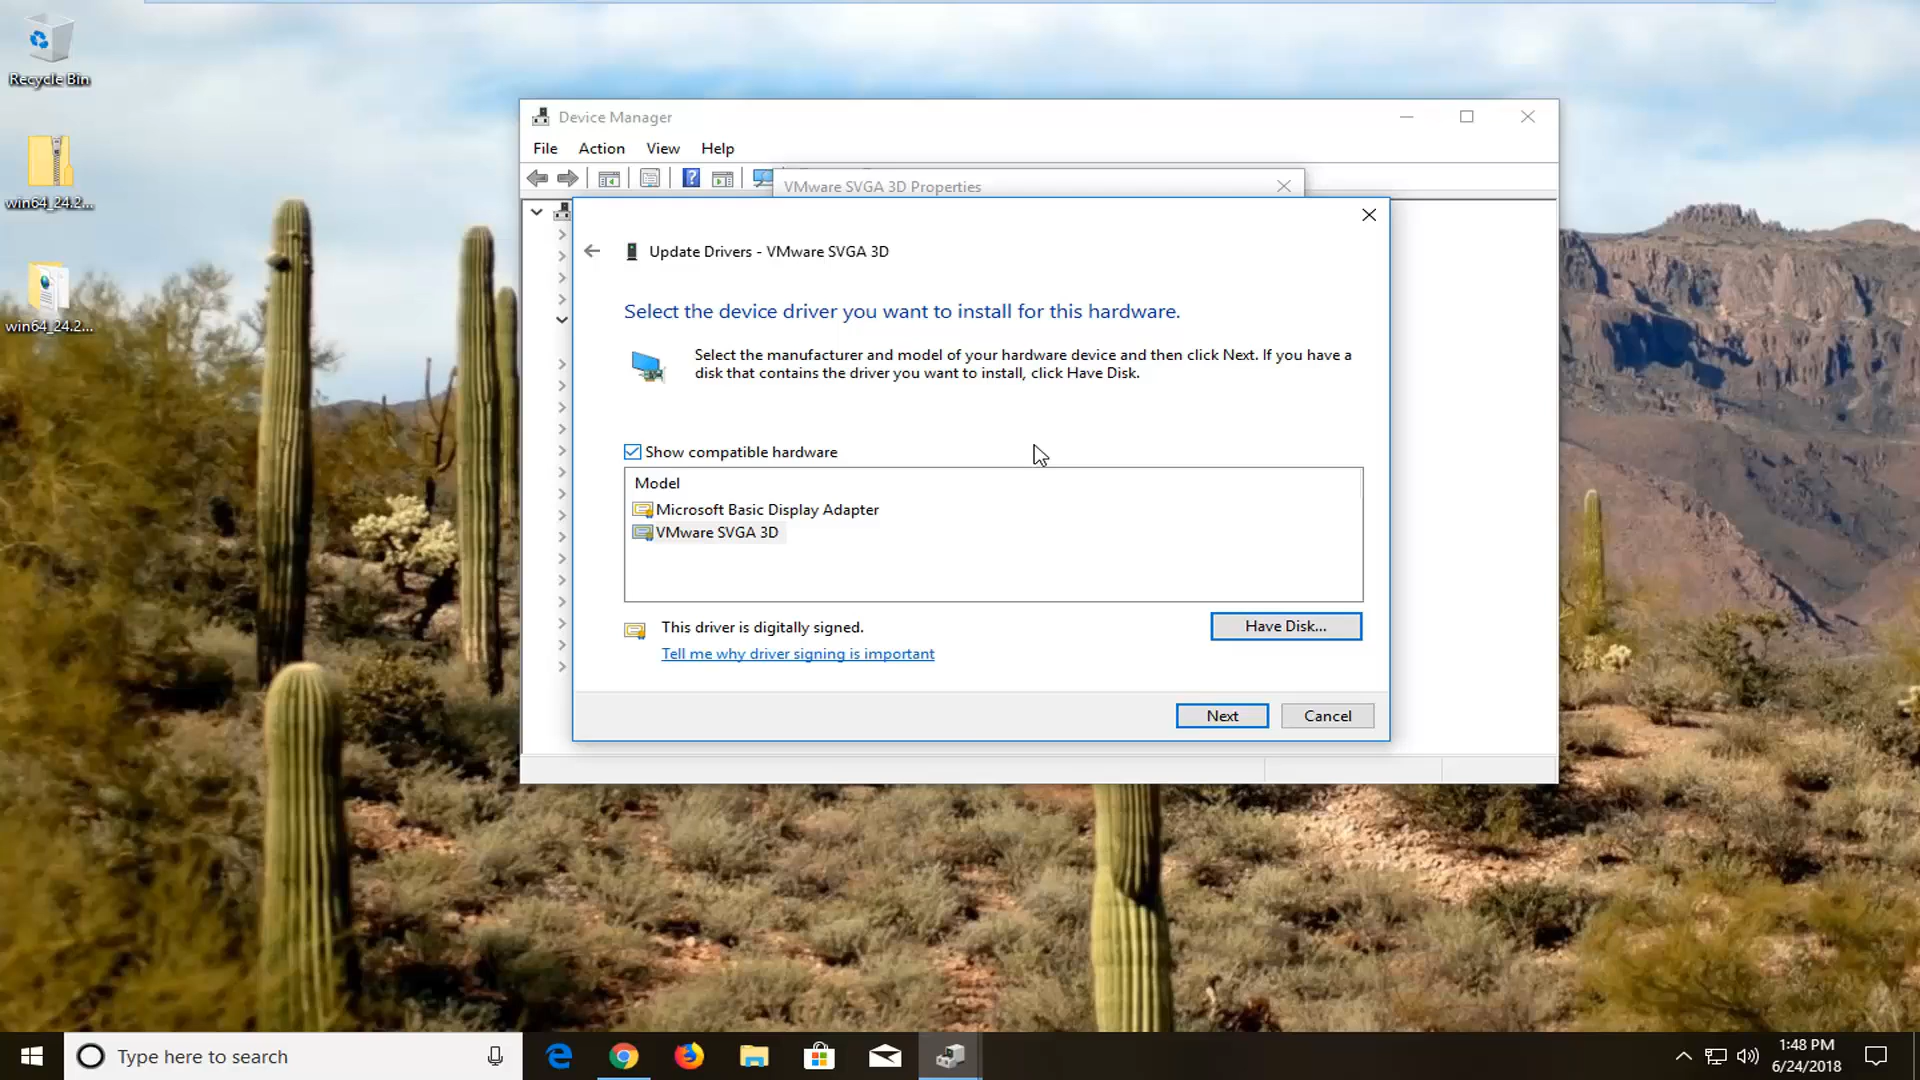 Recycle Bin
win64_24.2...
win64_24.2...
Device Manager
File Action View Help
VMware SVGA 3D Properties
Update Drivers - VMware SVGA 3D
Select the device driver you want to install for this hardware.
Select the manufacturer and model of your hardware device and then click Next. If you have a
disk that contains the driver you want to install, click Have Disk.
Show compatible hardware
Model
Microsoft Basic Display Adapter
VMware SVGA 3D
This driver is digitally signed.
Have Disk...
Tell me why driver signing is important
Next
Cancel
Type here to search
1:48 PM
6/24/2018